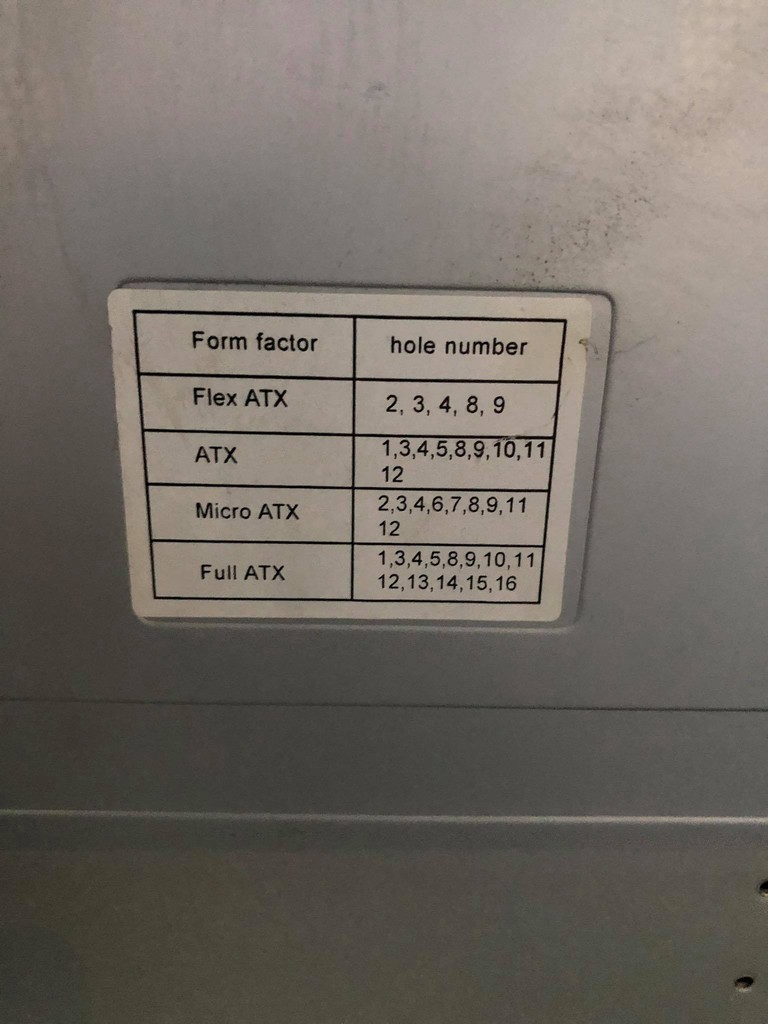 Form factor hole number
Flex ATX 2, 3, 4, 8, 9
ATX 1,3,4,5,8,9,10,11
12
Micro ATX 2,3,4,6,7,8,9,11
12
Full ATX 1,3,4,5,8,9,10,11
12,13,14,15,16